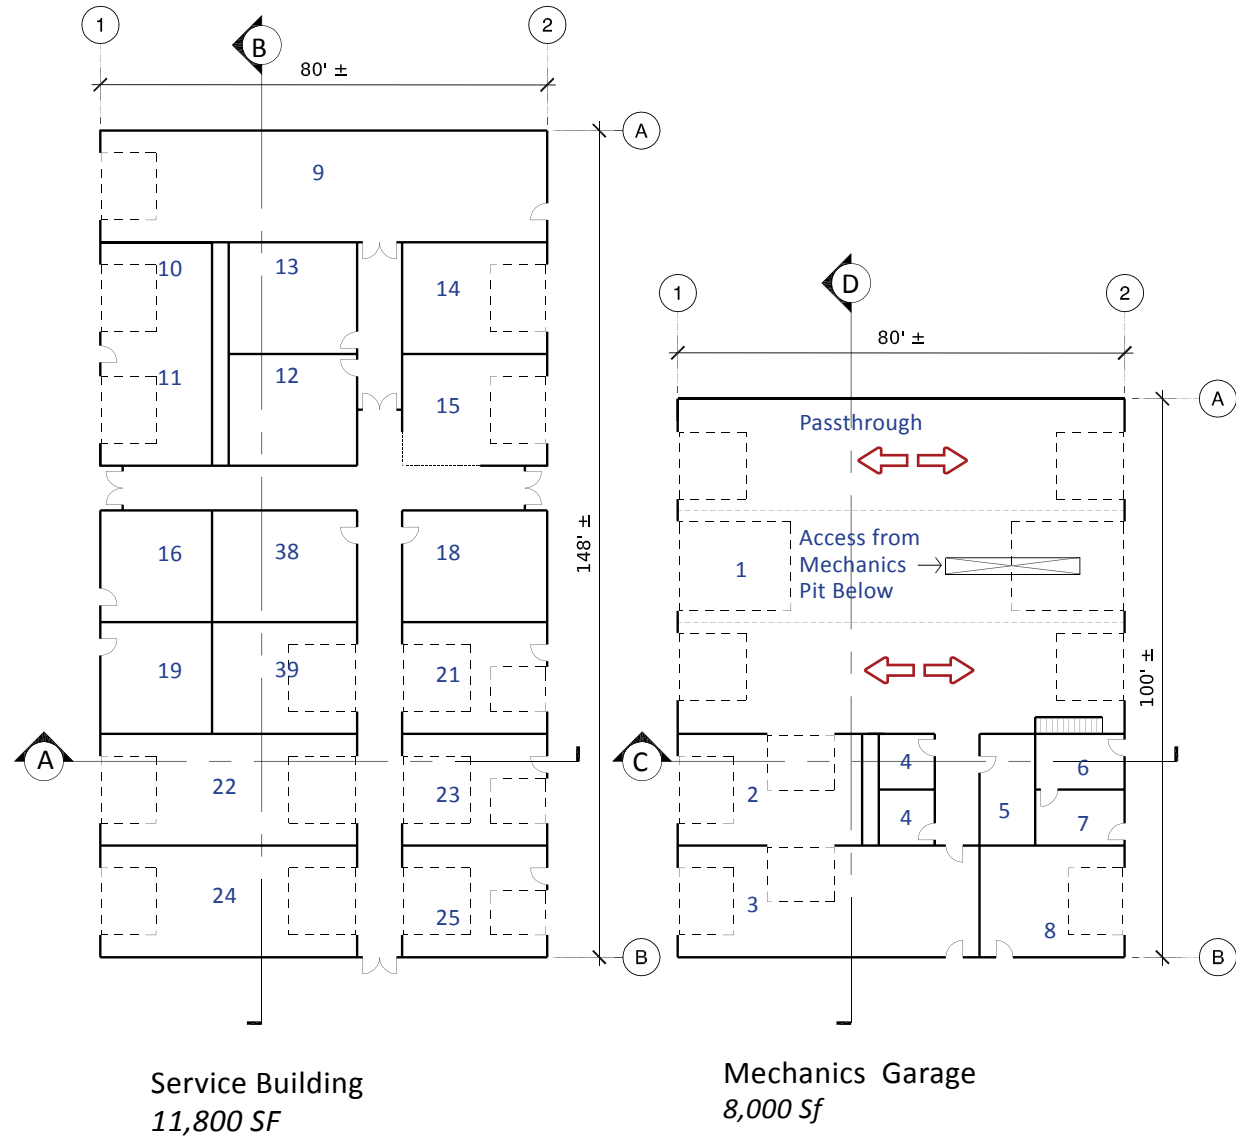 1
B
2
80' ±
A
9
10
13
14
11
12
15
148' ±
16
38
18
19
39
21
A
22
23
24
25
B
Service Building
11,800 SF
1
D
2
80' ±
A
Passthrough
1
Access from
Mechanics
Pit Below
100' ±
C
4
6
2
4
5
7
3
8
B
Mechanics Garage
8,000 Sf